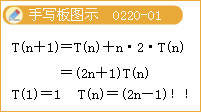 手写板图示 0220-01
T(n+1)=T(n)+n·2·T(n)
=(2n+1)T(n)
T(1)=1 T(n)=(2n-1)!!